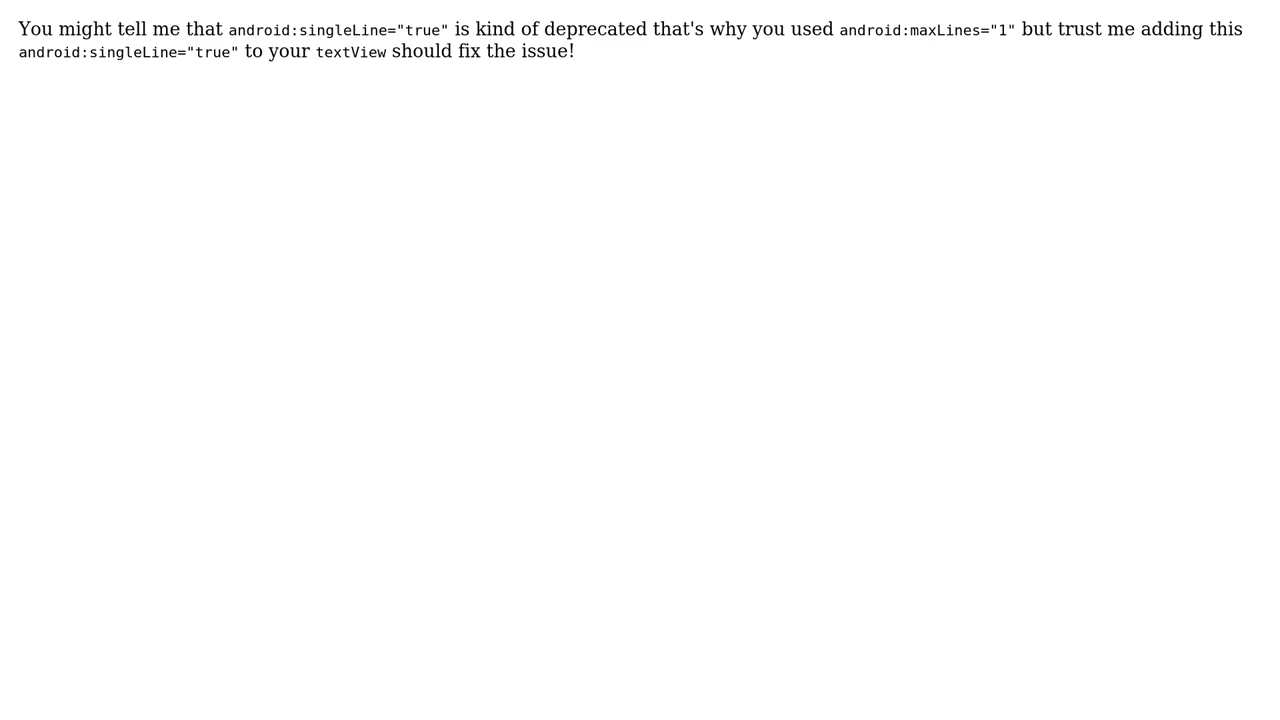 You might tell me that android:singleLine="true" is kind of deprecated that's why you used android:maxLines="1" but trust me adding this
android:singleLine="true" to your textView should fix the issue!